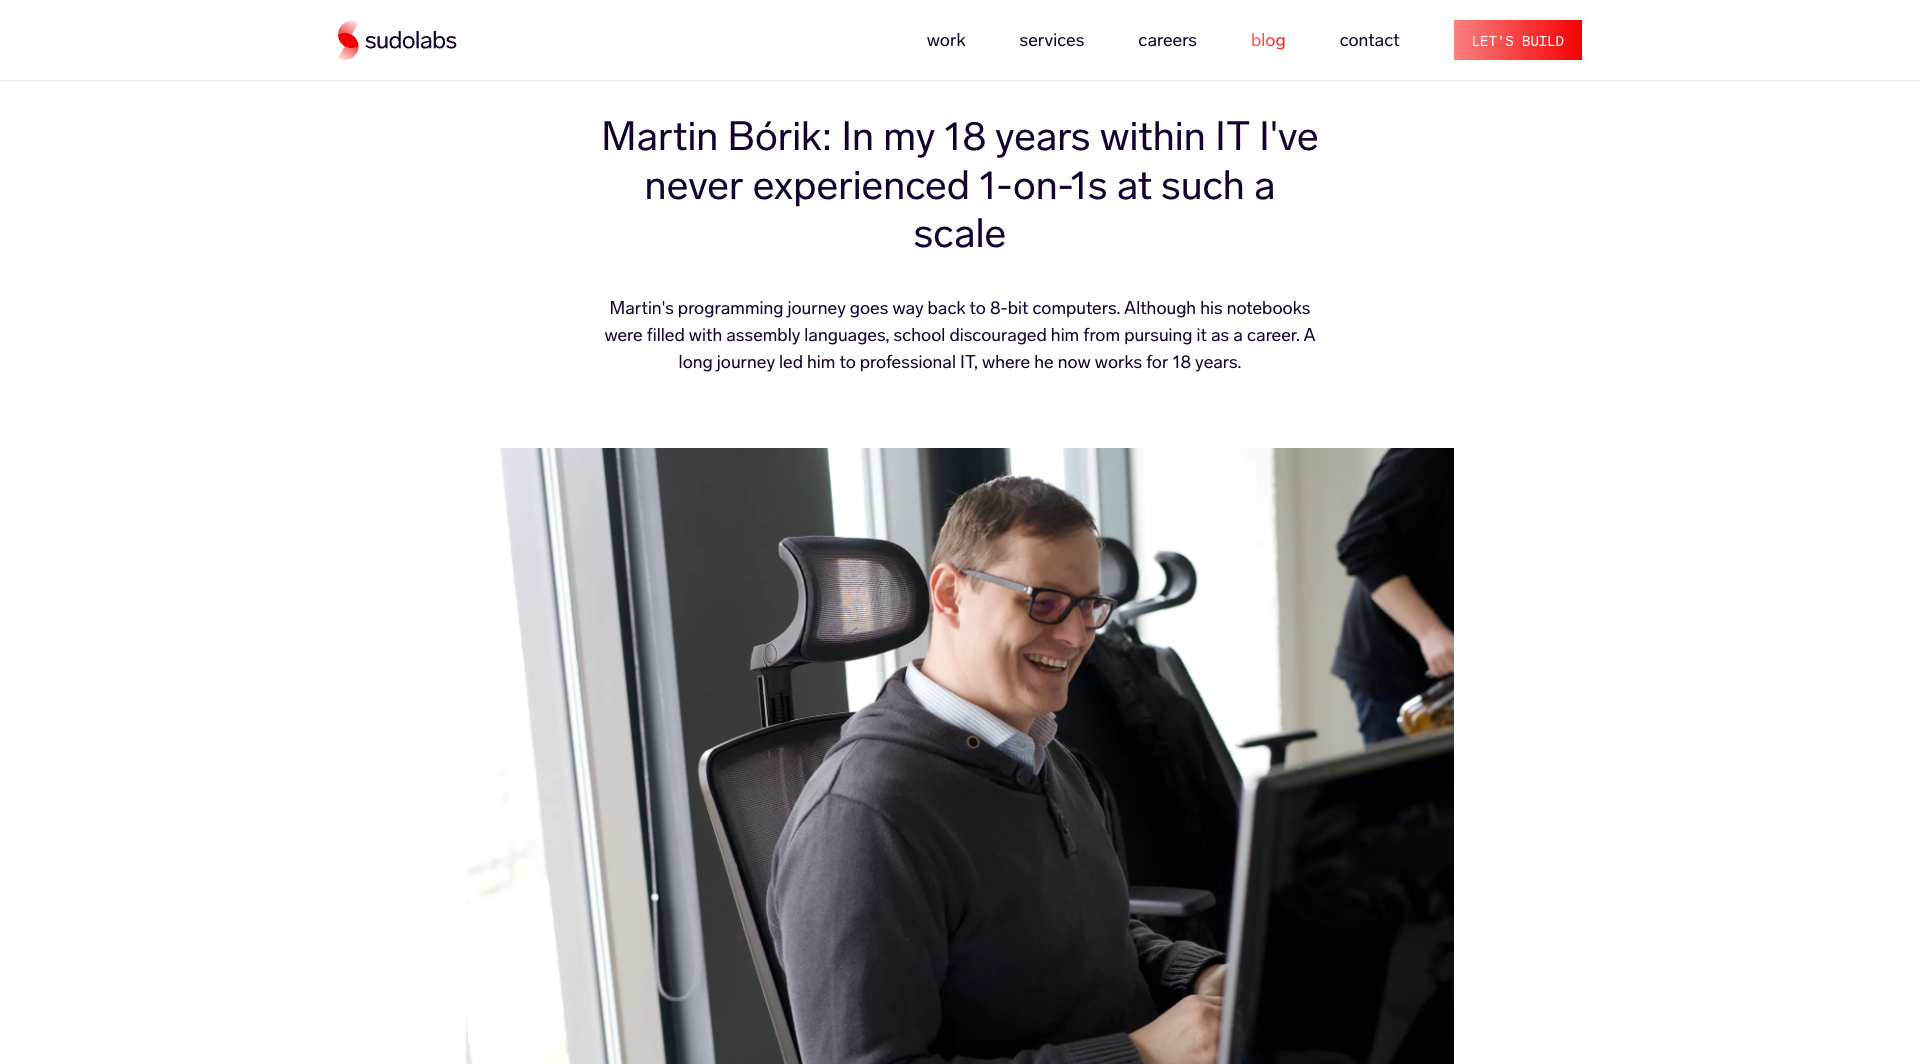 sudolabs
work
services
careers
blog
contact
LET'S BUILD
Martin Bórik: In my 18 years within IT I've
never experienced 1-on-1s at such a
scale
Martin's programming journey goes way back to 8-bit computers. Although his notebooks
were filled with assembly languages, school discouraged him from pursuing it as a career. A
long journey led him to professional IT, where he now works for 18 years.